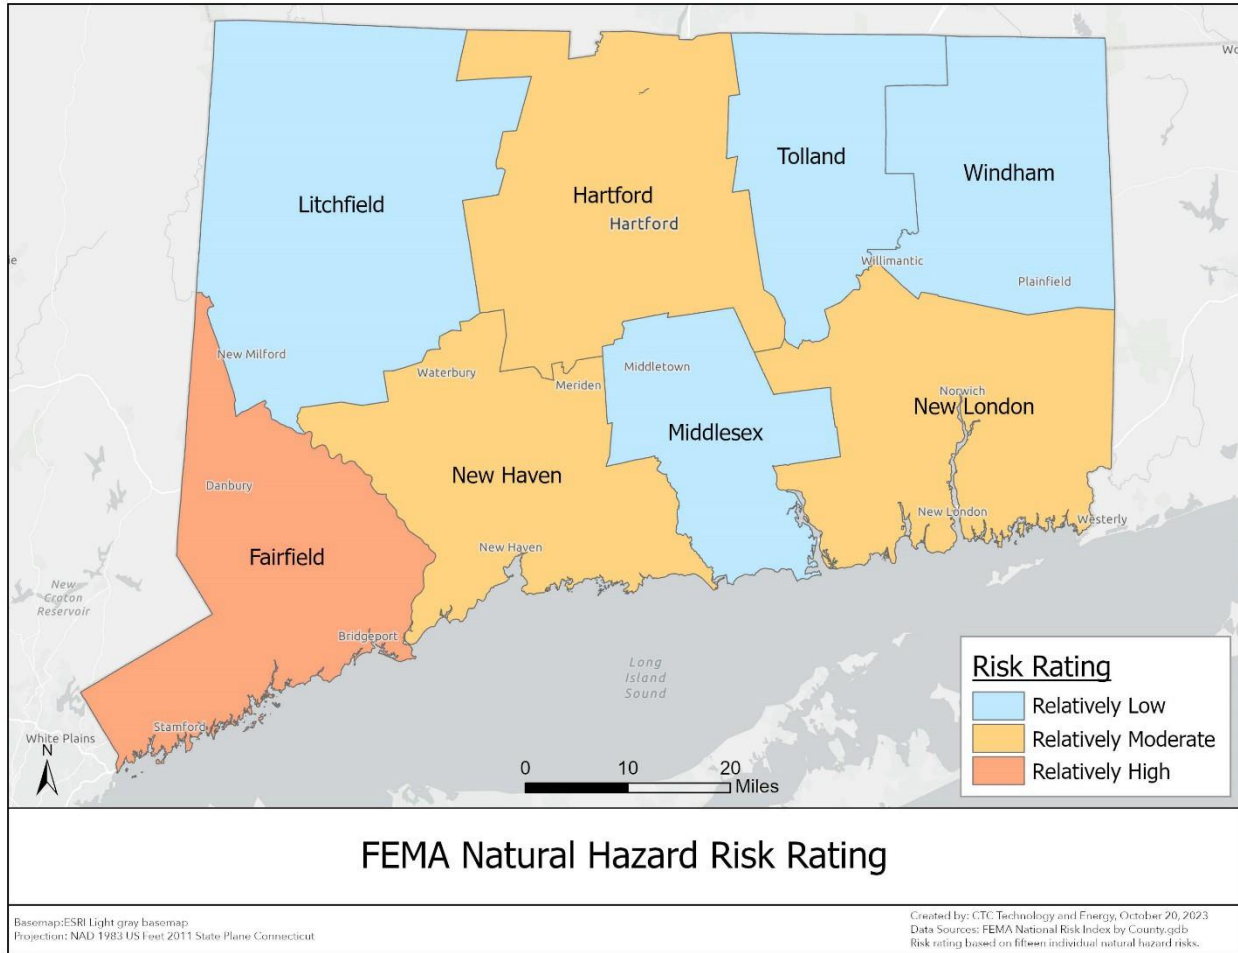 Wo
Tolland
Windham
Litchfield
Hartford
Hartford
ie
Willimantic
Plainfield
New Milford
Waterbury
Meriden
Middletown
Norwich
New London
Middlesex
New Haven
Danbury
New London
Westerly
New Haven
Fairfield
New
Croton
Reservoir
Bridgeport
Long
Island
Sound
Stamford
White Plains
N
0 10 20
Miles
Risk Rating
Relatively Low
Relatively Moderate
Relatively High
FEMA Natural Hazard Risk Rating
Basemap:ESRI Light gray basemap
Projection: NAD 1983 US Feet 2011 State Plane Connecticut
Created by: CTC Technology and Energy, October 20, 2023
Data Sources: FEMA National Risk Index by County.gdb
Risk rating based on fifteen individual natural hazard risks.